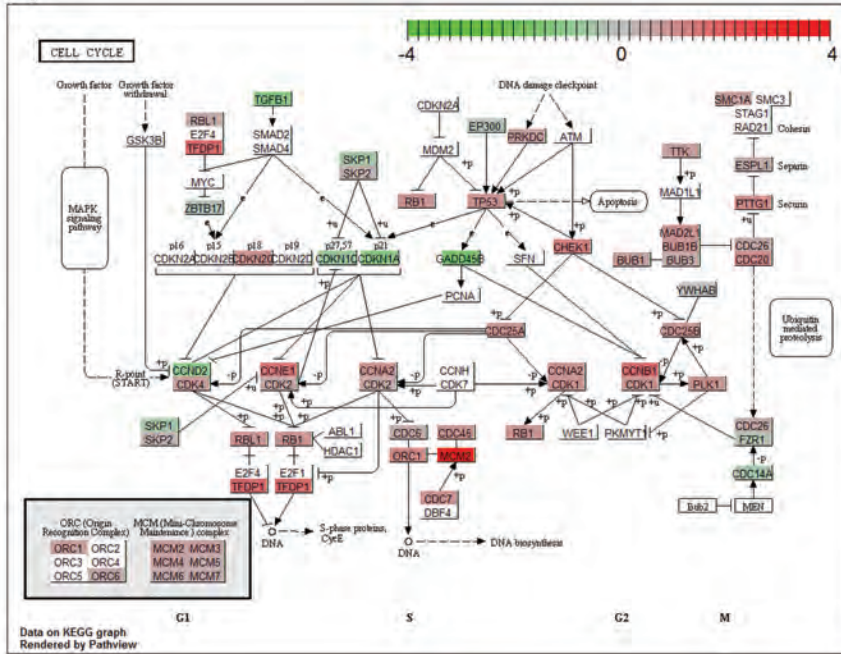 -4 0 4
CELL CYCLE
Growth factor
Growth factor
withdrawal
TGFB1
DNA damage checkpoint
SMC1A SMC3
STAG1
RAD21
Cohesin
GSK3B
RBL1
E2F4
TFDP1
SMAD2
SMAD4
CDKN2A
EP300
PRKDC
ATM
MDM2
+p
TTK
ESPL1
Separin
MYC
ZBTB17
SKP1
SKP2
RB1
TP53
Apoptosis
MAD1L1
PTTG1
Securin
MAPK
signaling
pathway
MAD2L1
BUB1B
BUB3
BUB1
CDC26
CDC20
p16 p15 p18 p19 p27,57 p21
CDKN2A CDKN2B CDKN2C CDKN2D CDKN1C CDKN1A
GADD45B
SFN
CHEK1
PCNA
YWHAB
CDC25A
CDC25B
Ubiquitin
mediated
proteolysis
R-point
(START)
CCND2
CDK4
CCNE1
CDK2
CCNA2
CDK2
CCNH
CDK7
CCNA2
CDK1
CCNB1
CDK1
PLK1
SKP1
SKP2
RBL1
RB1
ABL1
HDAC1
CDC6
CDC45
ORC1
MCM2
RB1
WEE1
PKMYT1
CDC26
FZR1
E2F4
TFDP1
E2F1
TFDP1
CDC7
DBF4
CDC14A
Bub2
MEN
DNA
S-phase proteins,
CycE
DNA
DNA biosynthesis
ORC (Origin
Recognition Complex)
MCM (Mini-Chromosome
Maintenance) complex
ORC1 ORC2 MCM2 MCM3
ORC3 ORC4 MCM4 MCM5
ORC5 ORC6 MCM6 MCM7
G1 S G2 M
Data on KEGG graph
Rendered by Pathview